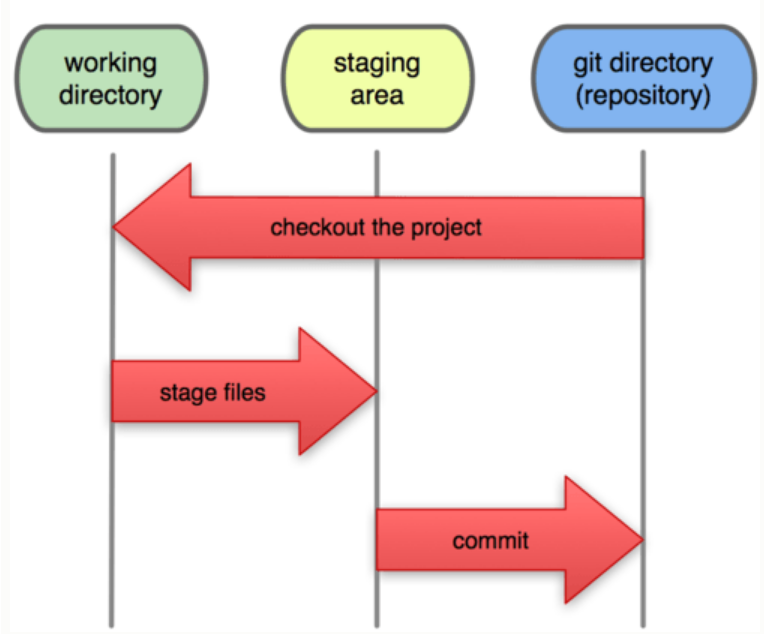 working
directory
staging
area
git directory
(repository)
checkout the project
stage files
commit